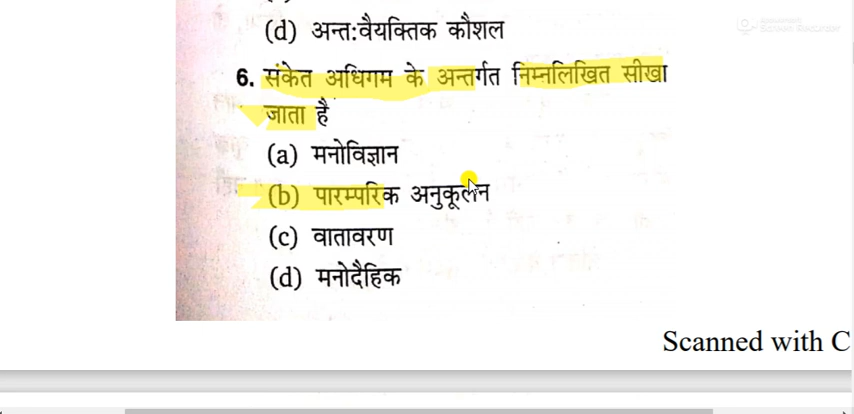 (d) अन्त:वैयक्तिक कौशल
6. संकेत अधिगम के अन्तर्गत निम्नलिखित सीखा
जाता है
(a) मनोविज्ञान
(b) पारम्परिक अनुकूलन
(c) वातावरण
(d) मनोदैहिक
Scanned with C